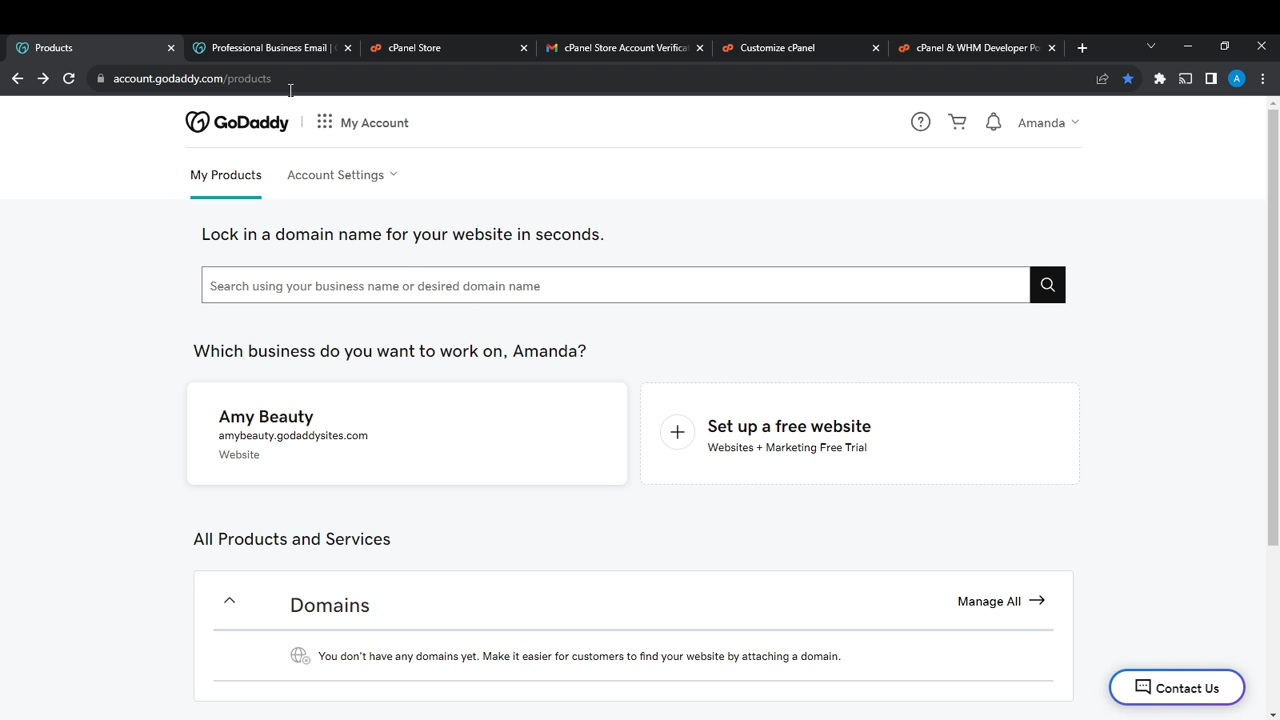 Products
Professional Business Email |
cPanel Store
cPanel Store Account Verificat
Customize cPanel
cPanel & WHM Developer Po
account.godaddy.com/products
A
GoDaddy
My Account
Amanda
My Products
Account Settings
Lock in a domain name for your website in seconds.
Search using your business name or desired domain name
Which business do you want to work on, Amanda?
Amy Beauty
amybeauty.godaddysites.com
Website
Set up a free website
Websites + Marketing Free Trial
All Products and Services
Domains
Manage All
You don't have any domains yet. Make it easier for customers to find your website by attaching a domain.
Contact Us